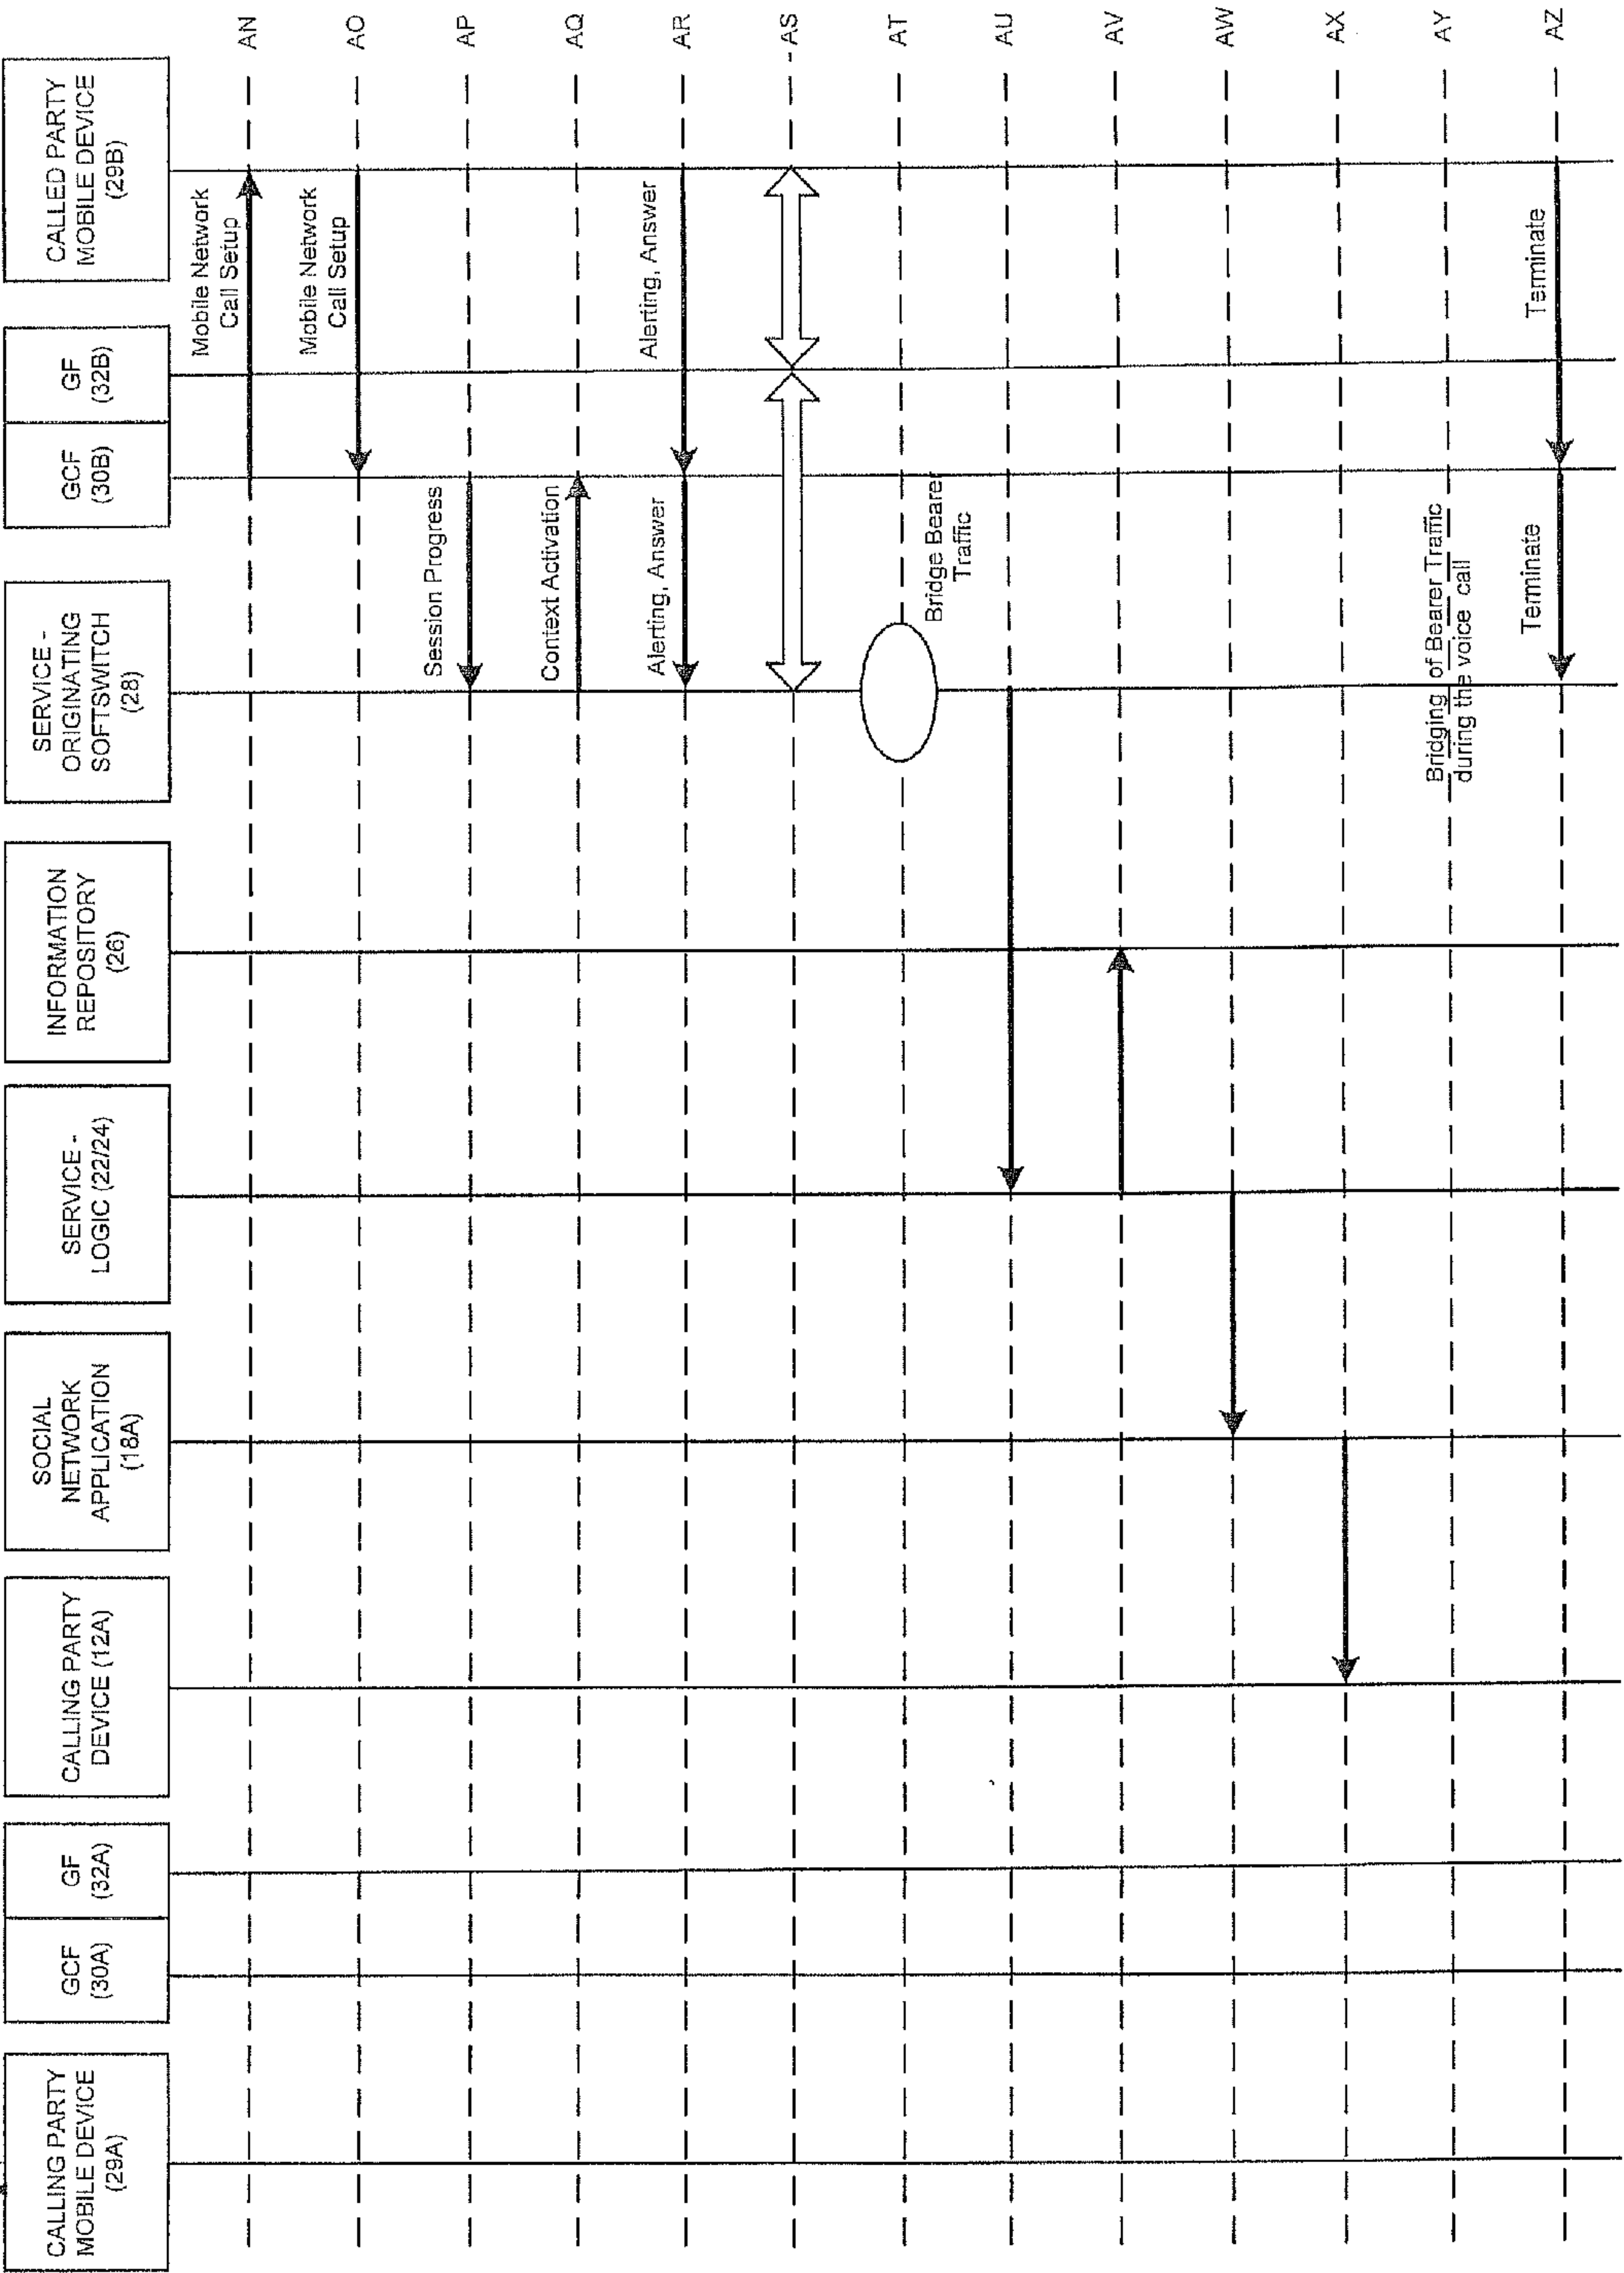 CALLING PARTY
MOBILE DEVICE
(29A)
GCF
(30A)
GF
(32A)
CALLING PARTY
DEVICE (12A)
SOCIAL
NETWORK
APPLICATION
(18A)
SERVICE -
LOGIC (22/24)
INFORMATION
REPOSITORY
(26)
SERVICE -
ORIGINATING
SOFTSWITCH
(28)
GCF
(30B)
GF
(32B)
CALLED PARTY
MOBILE DEVICE
(29B)
Mobile Network
Call Setup
AN
Mobile Network
Call Setup
AO
Session Progress
AP
Context Activation
AQ
Alerting, Answer
Alerting, Answer
AR
AS
Bridge Bearer
Traffic
AT
AU
AV
AW
AX
Bridging of Bearer Traffic
during the voice call
AY
Terminate
Terminate
AZ